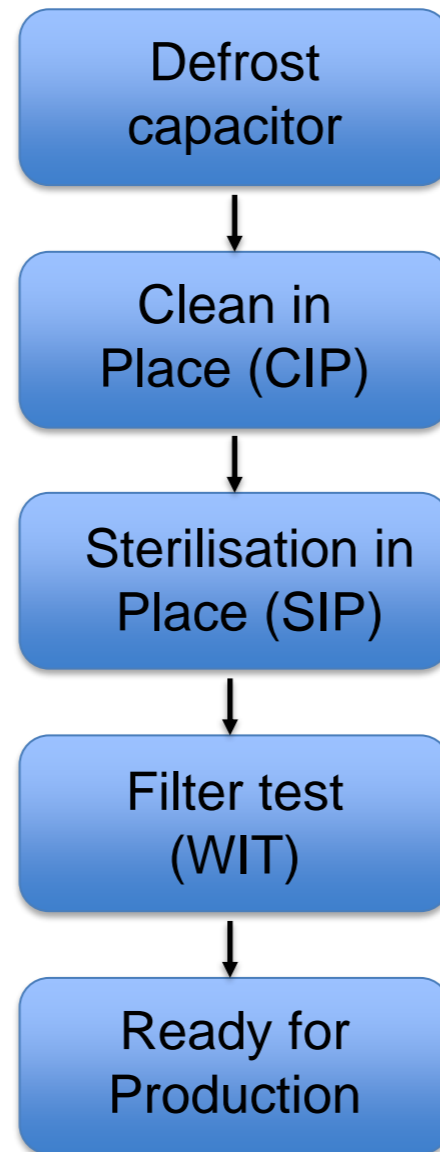 Defrost
capacitor
Clean in
Place (CIP)
Sterilisation in
Place (SIP)
Filter test
(WIT)
Ready for
Production